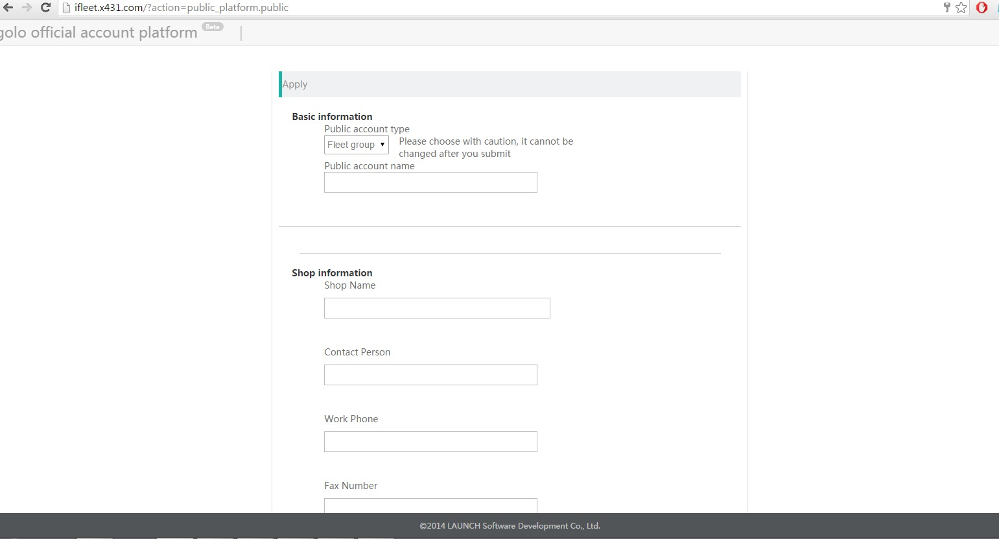 ifleet.x431.com/?action=public_platform.public
golo official account platform Beta |
Apply
Basic information
Public account type
Fleet group ▾ Please choose with caution, it cannot be
changed after you submit
Public account name
Shop information
Shop Name
Contact Person
Work Phone
Fax Number
©2014 LAUNCH Software Development Co., Ltd.